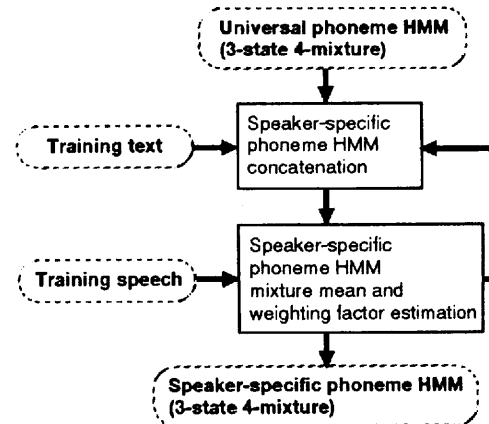 Universal phoneme HMM
(3-state 4-mixture)
Speaker-specific
phoneme HMM
concatenation
Training text
Speaker-specific
phoneme HMM
mixture mean and
weighting factor estimation
Training speech
Speaker-specific phoneme HMM
(3-state 4-mixture)